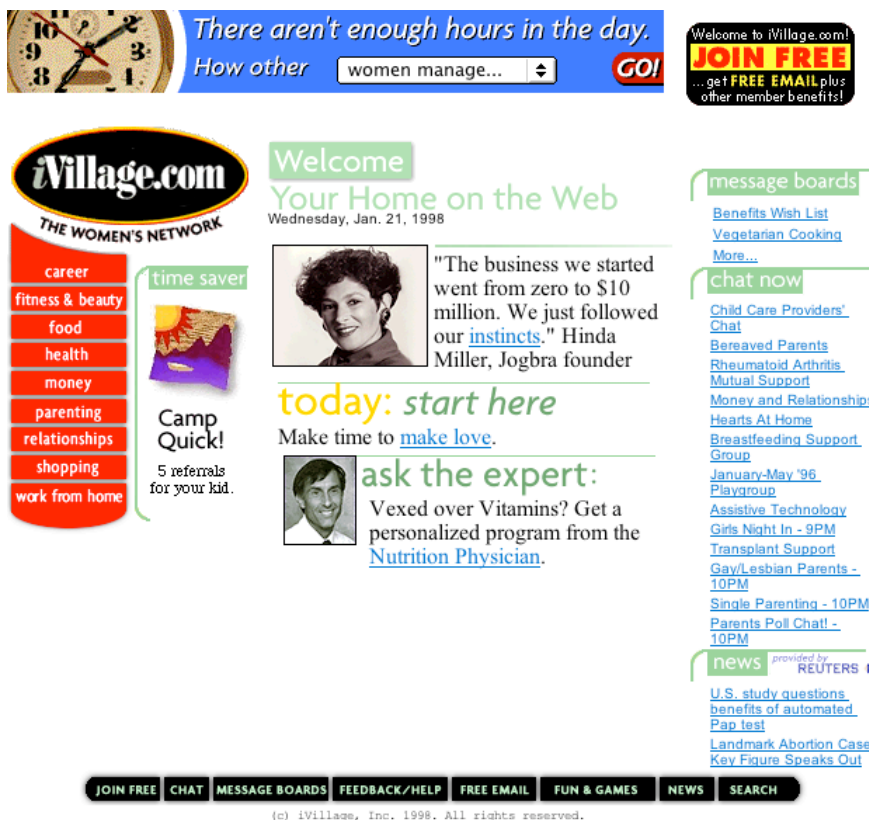 There aren't enough hours in the day.
How other women manage... GO!
Welcome to iVillage.com!
JOIN FREE
...get FREE EMAIL plus
other member benefits!
10
9
8
2
3
4
iVillage.com
THE WOMEN'S NETWORK
career
fitness & beauty
food
health
money
parenting
relationships
shopping
work from home
time saver
Camp
Quick!
5 referrals
for your kid.
Welcome
Your Home on the Web
Wednesday, Jan. 21, 1998
"The business we started
went from zero to $10
million. We just followed
our instincts." Hinda
Miller, Jogbra founder
today: start here
Make time to make love.
ask the expert:
Vexed over Vitamins? Get a
personalized program from the
Nutrition Physician.
message boards
Benefits Wish List
Vegetarian Cooking
More...
chat now
Child Care Providers'
Chat
Bereaved Parents
Rheumatoid Arthritis
Mutual Support
Money and Relationships
Hearts At Home
Breastfeeding Support
Group
January-May '96
Playgroup
Assistive Technology
Girls Night In - 9PM
Transplant Support
Gay/Lesbian Parents -
10PM
Single Parenting - 10PM
Parents Poll Chat! -
10PM
news provided by
REUTERS
U.S. study questions
benefits of automated
Pap test
Landmark Abortion Case
Key Figure Speaks Out
JOIN FREE CHAT MESSAGE BOARDS FEEDBACK/HELP FREE EMAIL FUN & GAMES NEWS SEARCH
(c) iVillage, Inc. 1998. All rights reserved.